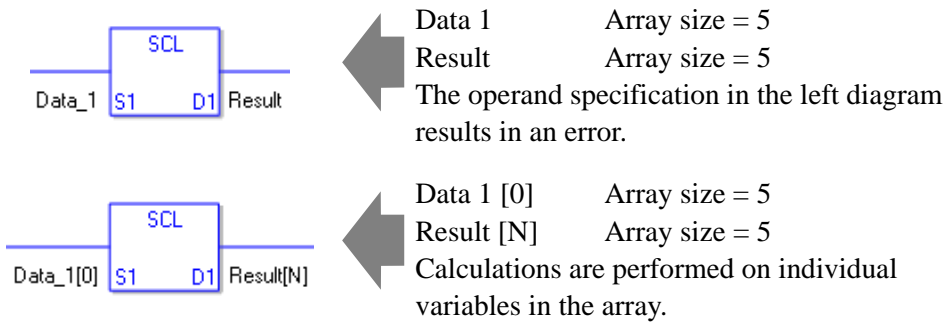 SCL
Data_1 S1 D1 Result
Data 1 Array size = 5
Result Array size = 5
The operand specification in the left diagram
results in an error.
SCL
Data_1[0] S1 D1 Result[N]
Data 1 [0] Array size = 5
Result [N] Array size = 5
Calculations are performed on individual
variables in the array.